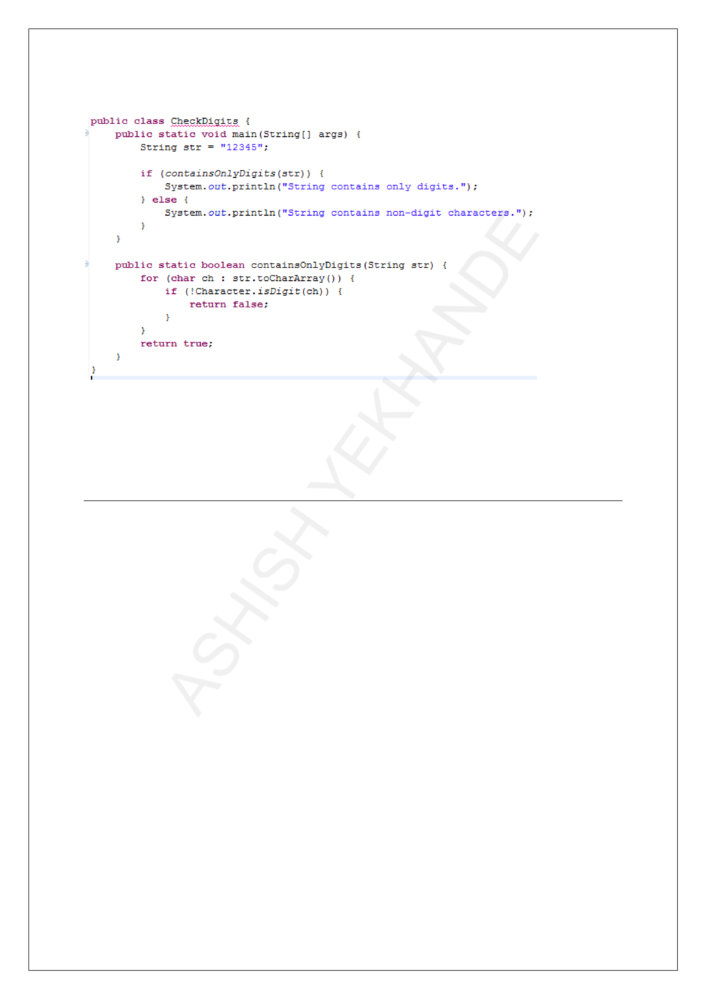 public class CheckDigits {
    public static void main(String[] args) {
        String str = "12345";

        if (containsOnlyDigits(str)) {
            System.out.println("String contains only digits.");
        } else {
            System.out.println("String contains non-digit characters.");
        }
    }

    public static boolean containsOnlyDigits(String str) {
        for (char ch : str.toCharArray()) {
            if (!Character.isDigit(ch)) {
                return false;
            }
        }
        return true;
    }
}
ASHISH YEKHANDE